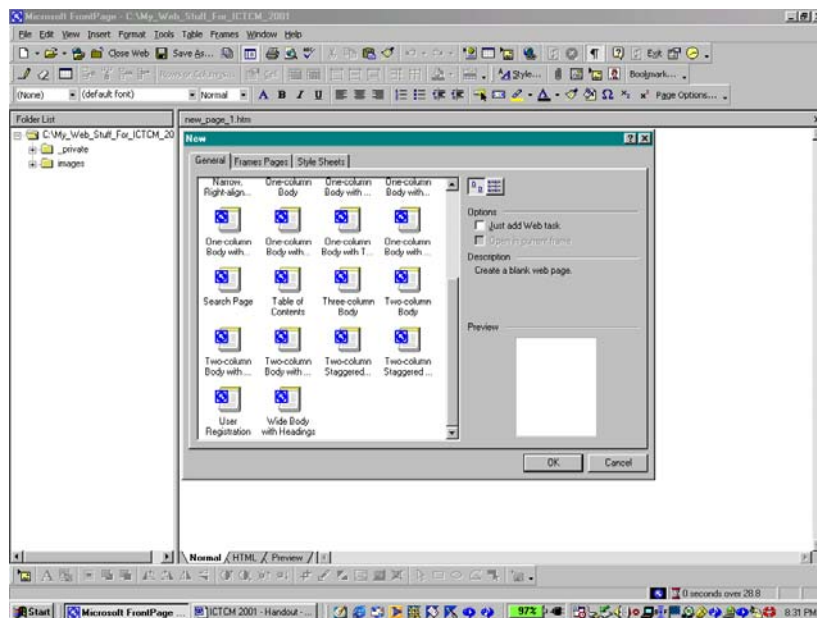 Microsoft FrontPage - C:\My_Web_Stuff_For_ICTCM_2001
File Edit View Insert Format Tools Table Frames Window Help
Close Web Save As... Exit
Style... Bookmark...
(None) (default font) Normal A B I U Page Options...
Folder List new_page_1.htm
C:\My_Web_Stuff_For_ICTCM_20
_private
images
New
General Frames Pages Style Sheets
Narrow, Right-align... One-column Body One-column Body with ... One-column Body with...
One-column Body with... One-column Body with... One-column Body with T... One-column Body with ...
Search Page Table of Contents Three-column Body Two-column Body
Two-column Body with ... Two-column Body with ... Two-column Staggered... Two-column Staggered ...
User Registration Wide Body with Headings
Options
Just add Web task
Open in current frame
Description
Create a blank web page.
Preview
OK Cancel
Normal HTML Preview
0 seconds over 28.8
Start Microsoft FrontPage ... ICTCM 2001 - Handout -... 97% 8:31 PM